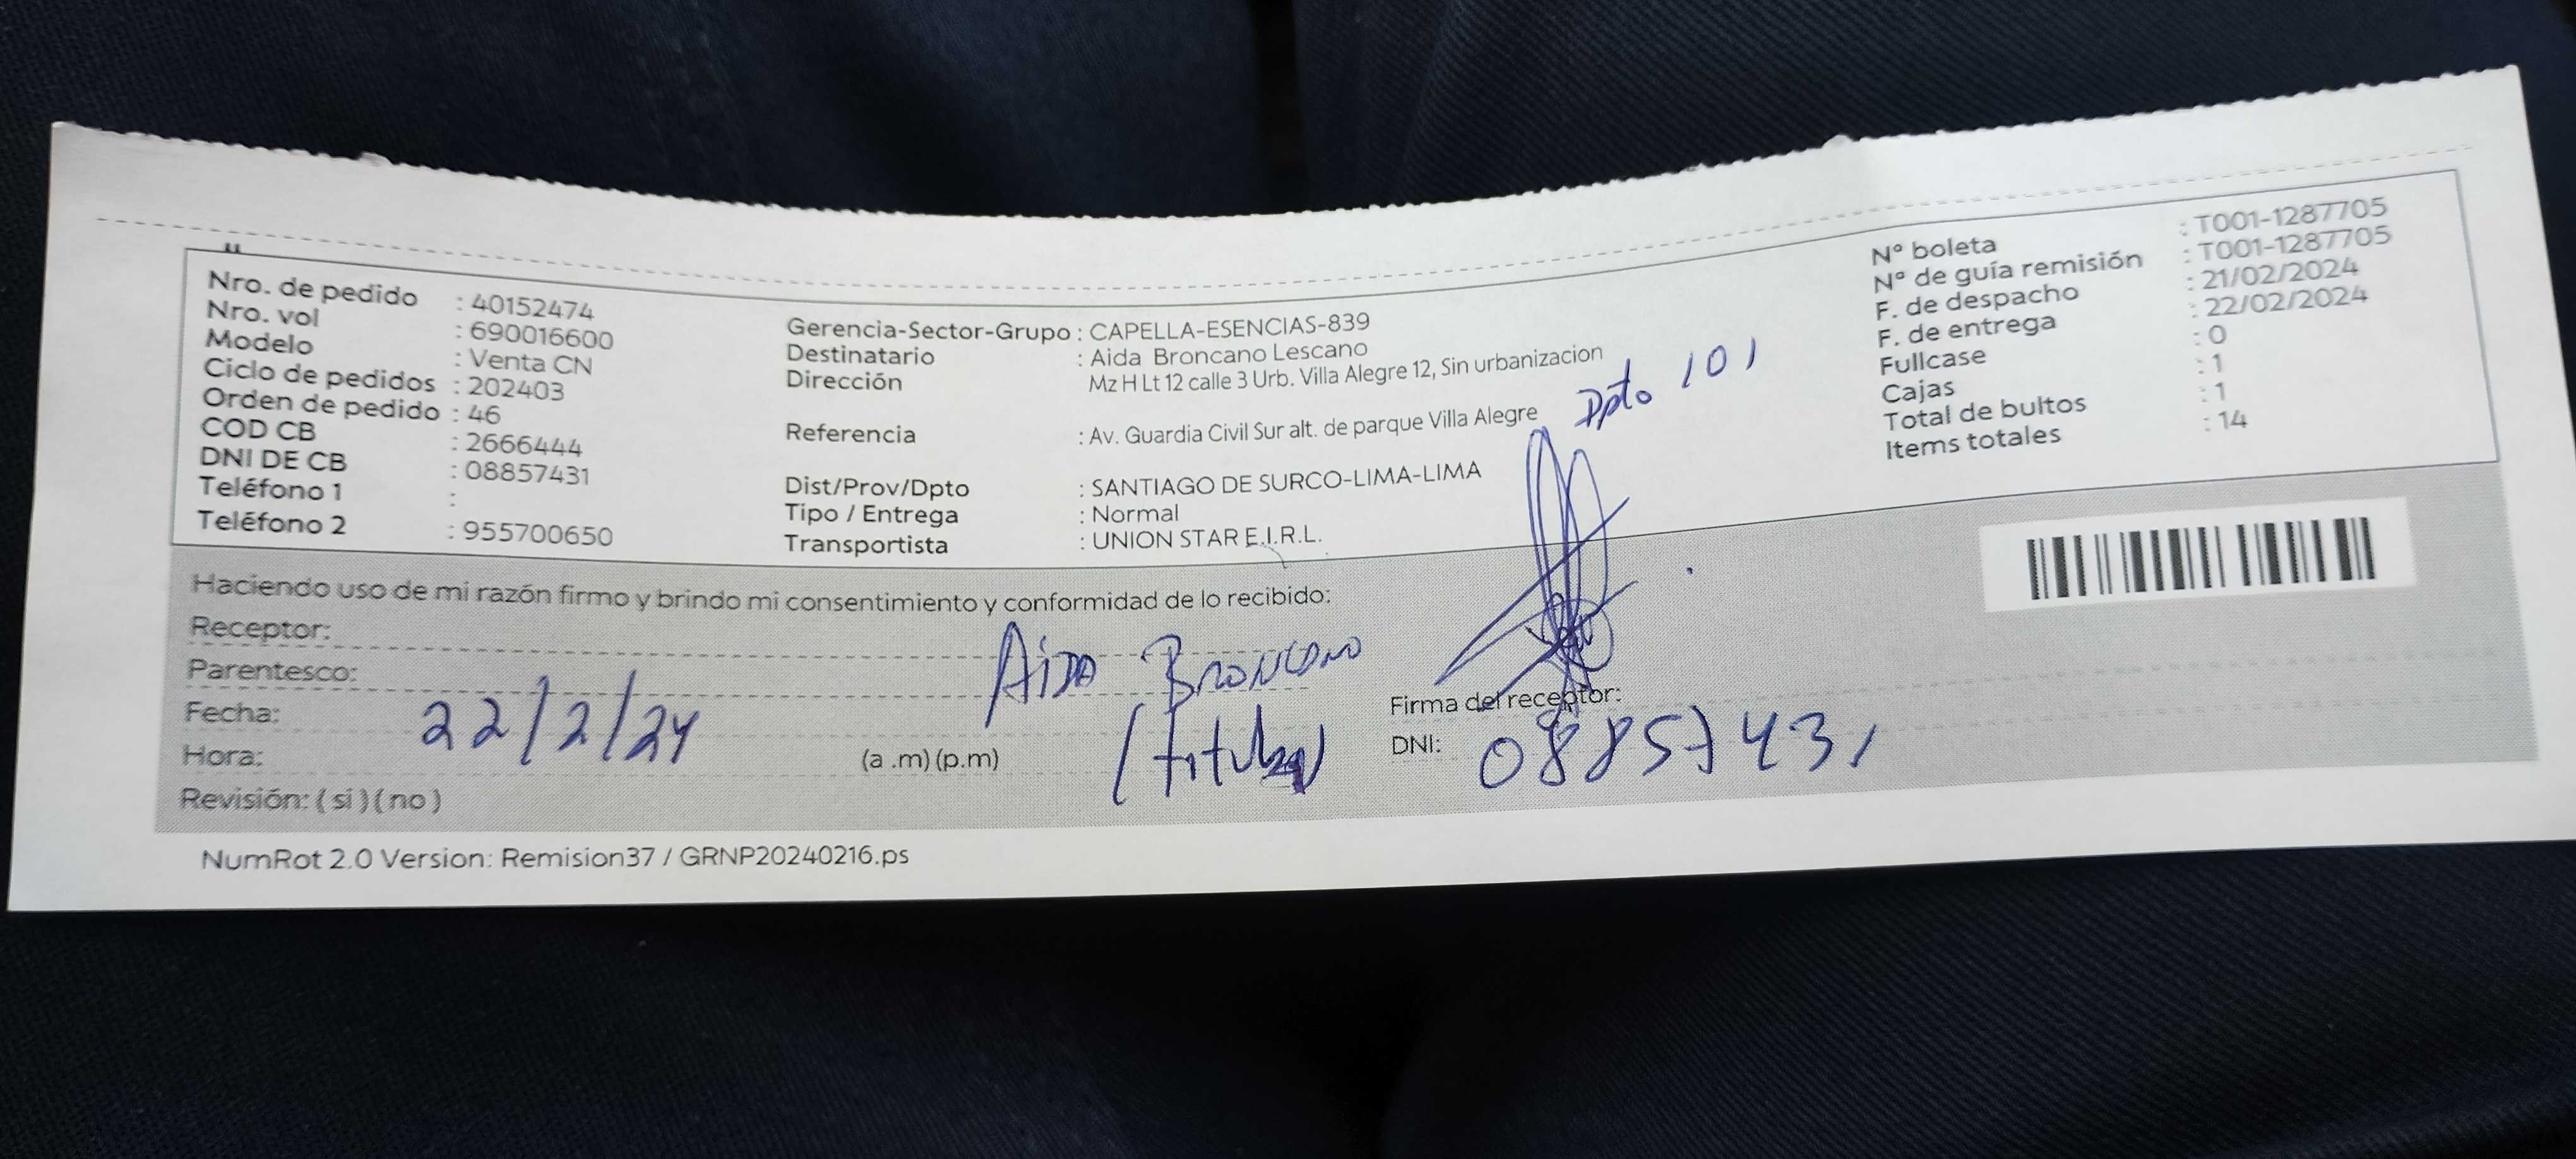 Nro. de pedido : 40152474
Nro. vol : 690016600
Modelo : Venta CN
Ciclo de pedidos : 202403
Orden de pedido : 46
COD CB : 2666444
DNI DE CB : 08857431
Teléfono 1 :
Teléfono 2 : 955700650
Gerencia-Sector-Grupo : CAPELLA-ESENCIAS-839
Destinatario : Aida Broncano Lescano
Dirección Mz H Lt 12 calle 3 Urb. Villa Alegre 12, Sin urbanizacion
Dpto 101
Referencia : Av. Guardia Civil Sur alt. de parque Villa Alegre
Dist/Prov/Dpto : SANTIAGO DE SURCO-LIMA-LIMA
Tipo / Entrega : Normal
Transportista : UNION STAR E.I.R.L.
Nº boleta : T001-1287705
Nº de guía remisión : T001-1287705
F. de despacho : 21/02/2024
F. de entrega : 22/02/2024
Fullcase : 0
Cajas : 1
Total de bultos : 1
Items totales : 14
Haciendo uso de mi razón firmo y brindo mi consentimiento y conformidad de lo recibido:
Receptor: Aida Broncano
Parentesco: (titular)
Fecha: 22/2/24
Hora: (a .m) (p.m)
Revisión: ( si ) ( no )
Firma del receptor:
DNI: 08857431
NumRot 2.0 Version: Remision37 / GRNP20240216.ps